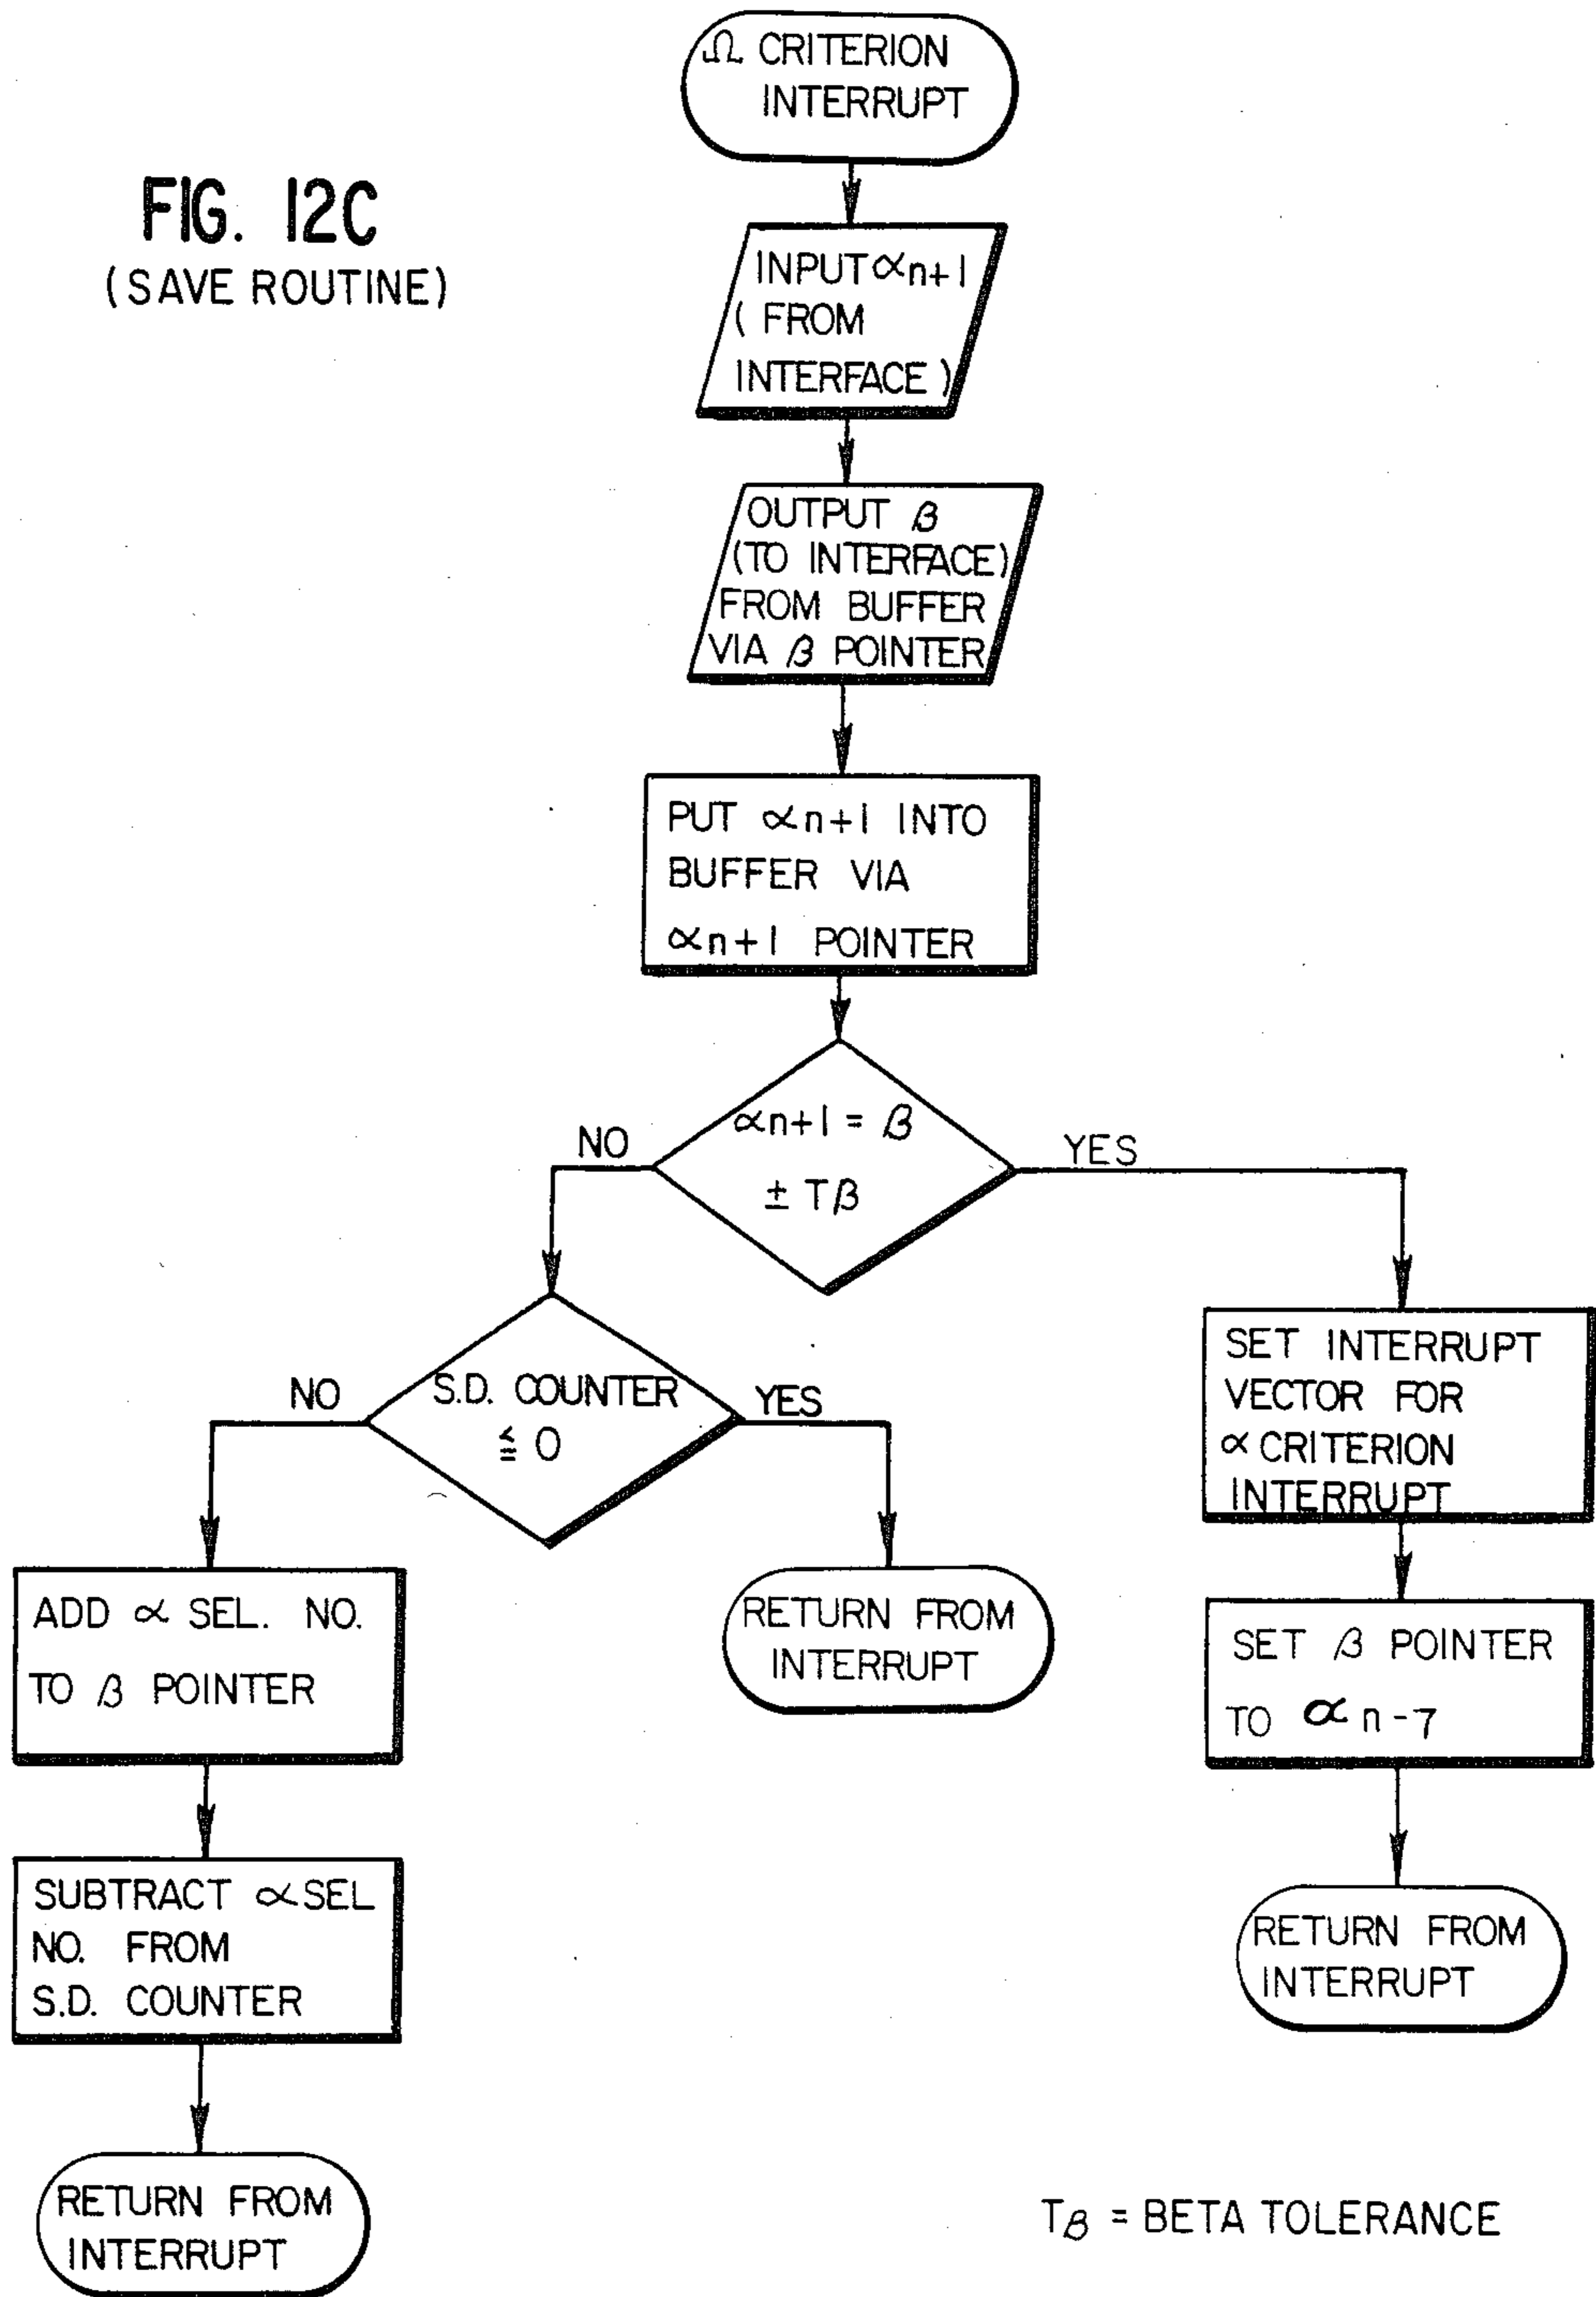 Ω CRITERION
INTERRUPT
FIG. 12C
(SAVE ROUTINE)
INPUT αn+1
(FROM
INTERFACE)
OUTPUT β
(TO INTERFACE)
FROM BUFFER
VIA β POINTER
PUT αn+1 INTO
BUFFER VIA
αn+1 POINTER
αn+1 = β
± Tβ
NO
YES
S.D. COUNTER
≦ 0
NO
YES
SET INTERRUPT
VECTOR FOR
α CRITERION
INTERRUPT
ADD α SEL. NO.
TO β POINTER
RETURN FROM
INTERRUPT
SET β POINTER
TO αn-7
SUBTRACT α SEL
NO. FROM
S.D. COUNTER
RETURN FROM
INTERRUPT
RETURN FROM
INTERRUPT
Tβ = BETA TOLERANCE